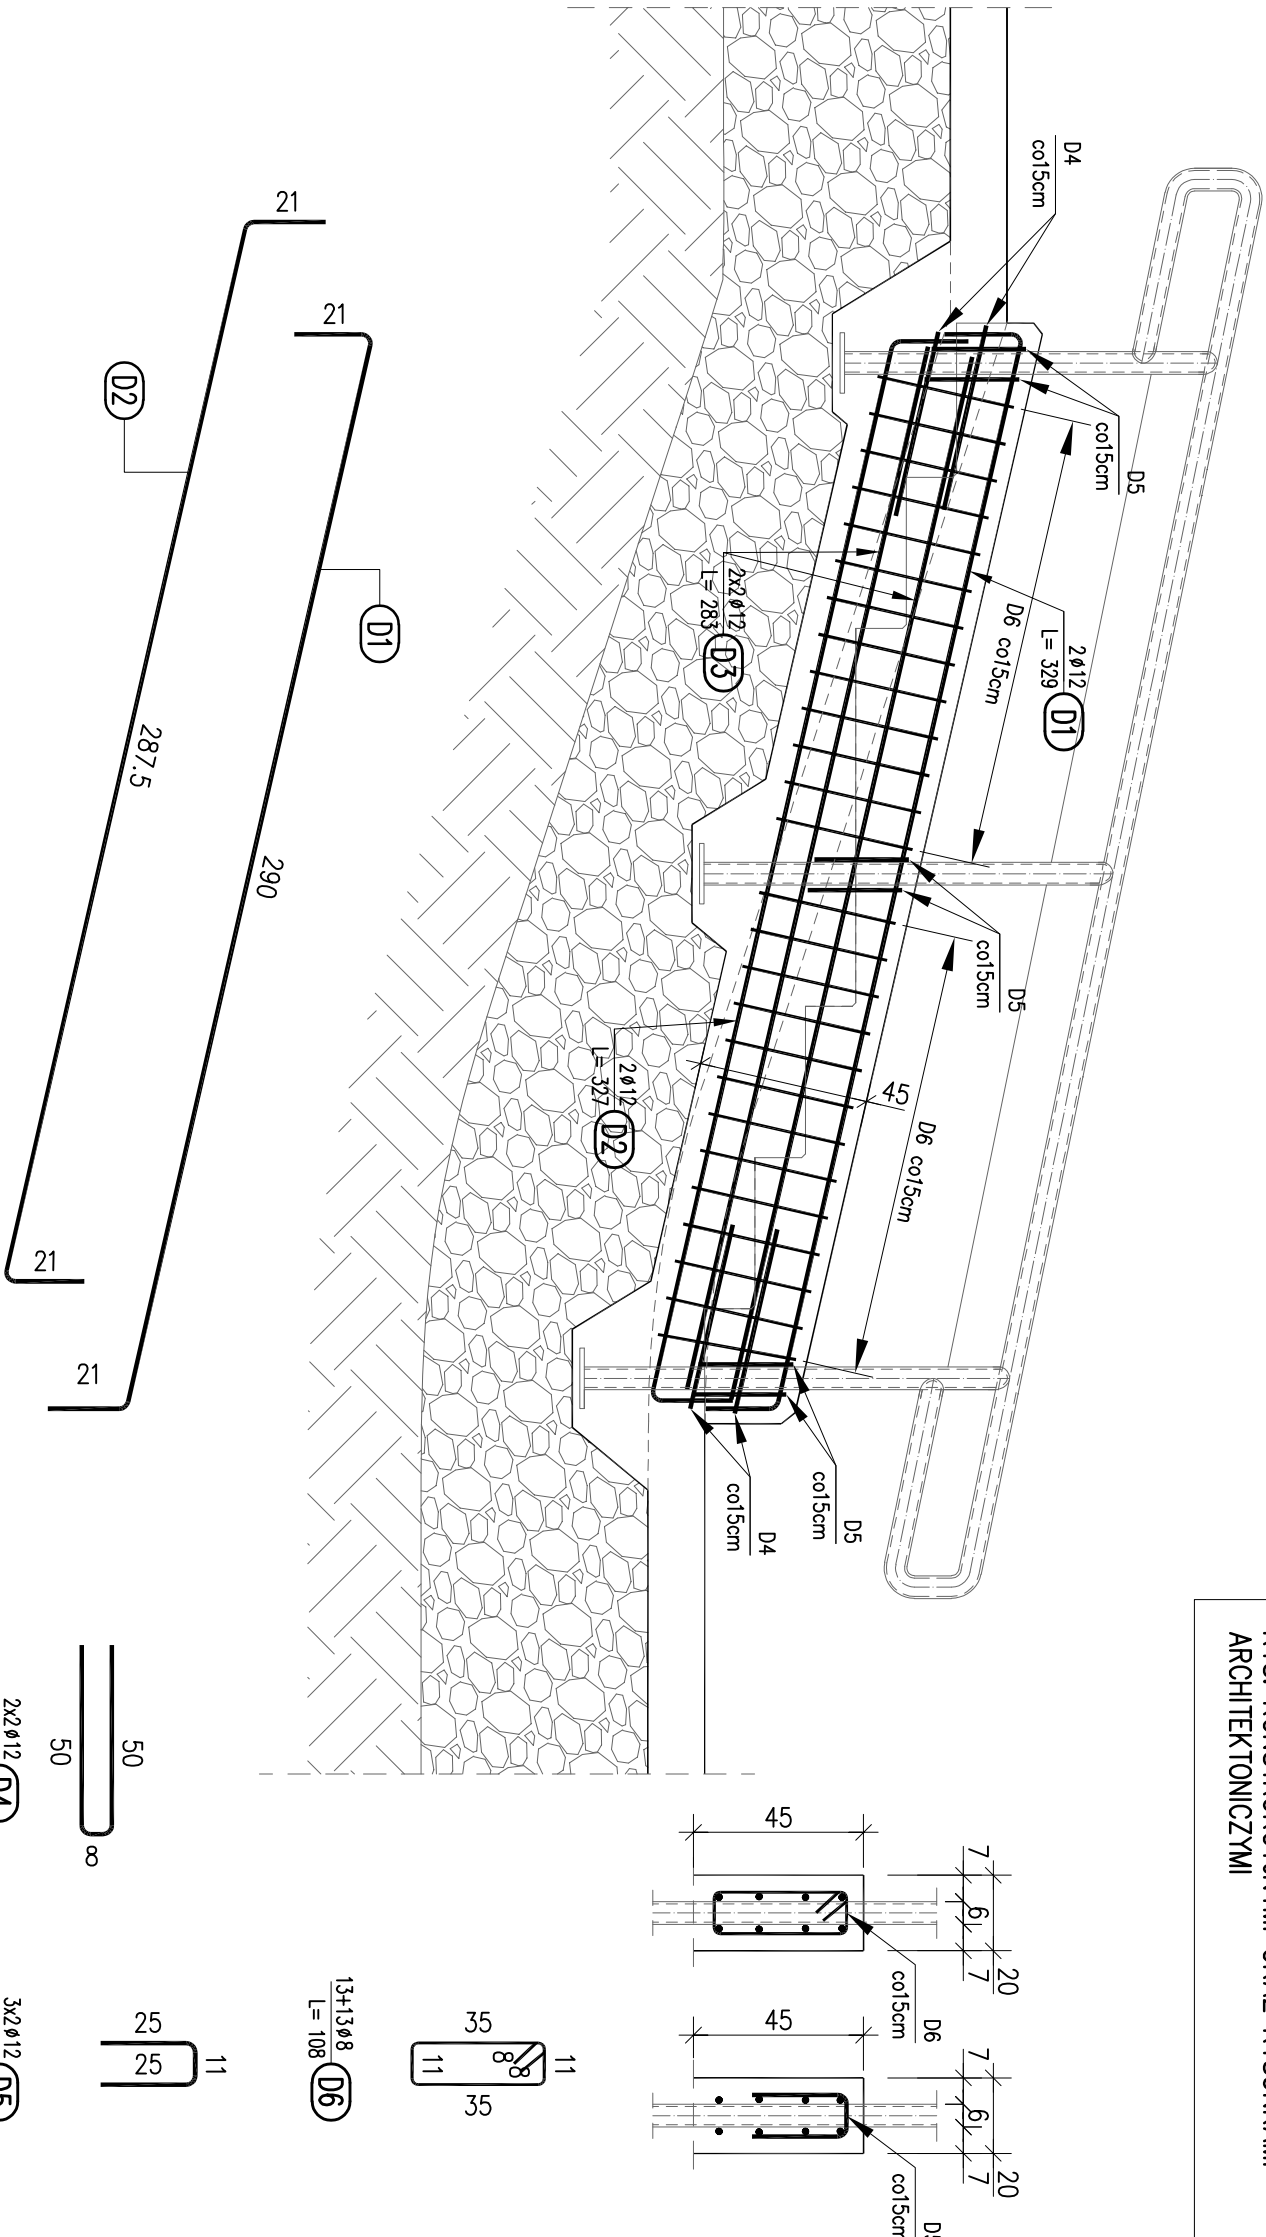 ARCHITEKTONICZYMI
D4
co15cm
D5
co15cm
2ø12
L= 329
D1
D6 co15cm
2x2ø12
L= 283
D3
D5
co15cm
45
D6 co15cm
2ø12
L= 327
D2
D5
co15cm
D4
co15cm
21
21
D2
D1
287.5
290
21
21
50
50
8
2x2ø12
D4
45
7
6
7
20
D6
co15cm
45
7
6
7
20
co15cm
35
11
8
8
11
35
13+13ø8
L= 108
D6
25
25
11
3x2ø12
D5